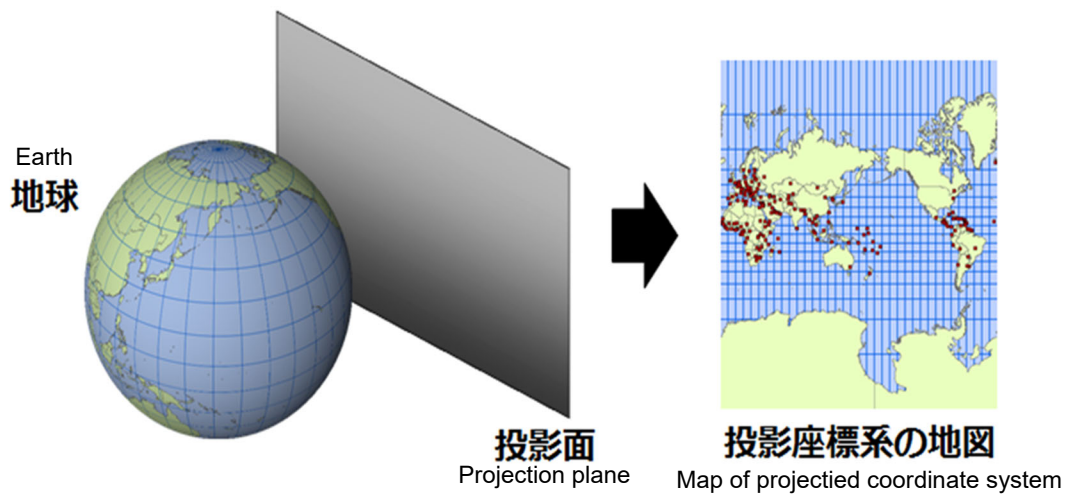 Earth
地球
投影面
Projection plane
投影座標系の地図
Map of projectied coordinate system